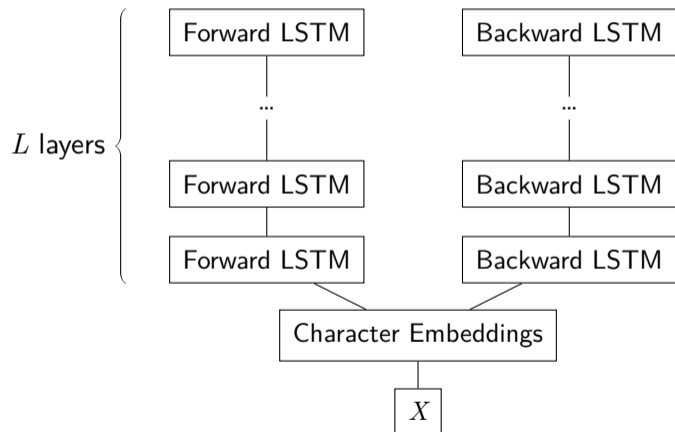 Forward LSTM Backward LSTM
... ...
L layers
Forward LSTM Backward LSTM
Forward LSTM Backward LSTM
Character Embeddings
X